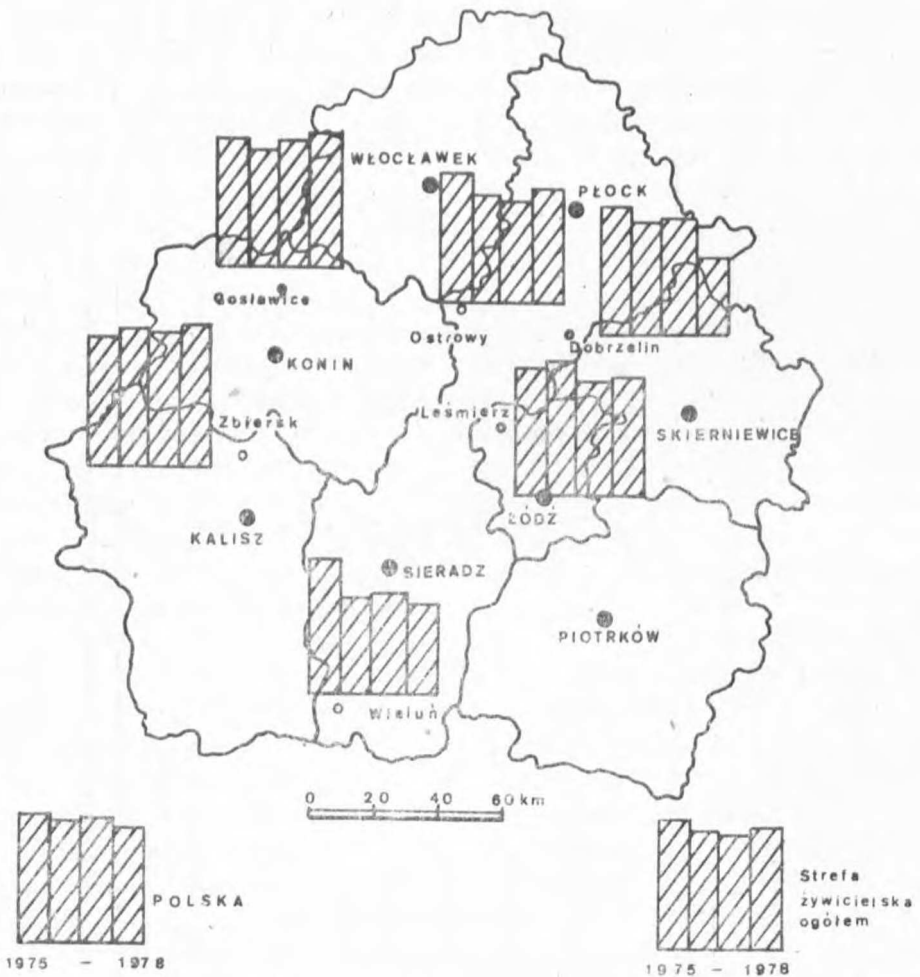 WŁOCŁAWEK
PŁOCK
Gosławice
Ostrowy
Dobrzelin
KONIN
Leśmierz
Zbiersk
SKIERNIEWICE
ŁÓDŹ
KALISZ
SIERADZ
PIOTRKÓW
Wieluń
0 20 40 60 km
POLSKA
1975 – 1978
Strefa
żywicielska
ogółem
1975 – 1978